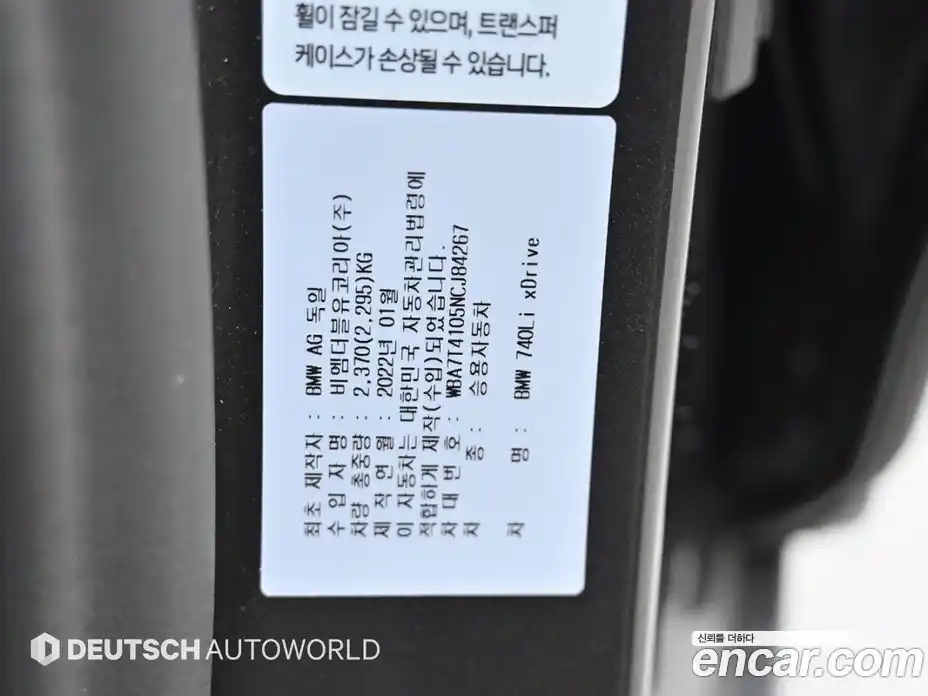 휠이 잠길 수 있으며, 트랜스퍼
케이스가 손상될 수 있습니다.
최초 제작자 : BMW AG 독일
수 입 자 명 : 비엠더블유코리아(주)
차량 총중량 : 2,370(2,295)KG
제 작 연 월 : 2022년 01월
이 자동차는 대한민국 자동차관리법령에
적합하게 제작(수입)되었습니다.
차 대 번 호 : WBA7T4105NCJ84267
차 종 : 승용자동차
차 명 : BMW 740Li xDrive
DEUTSCH AUTOWORLD
신뢰를 더하다
encar.com